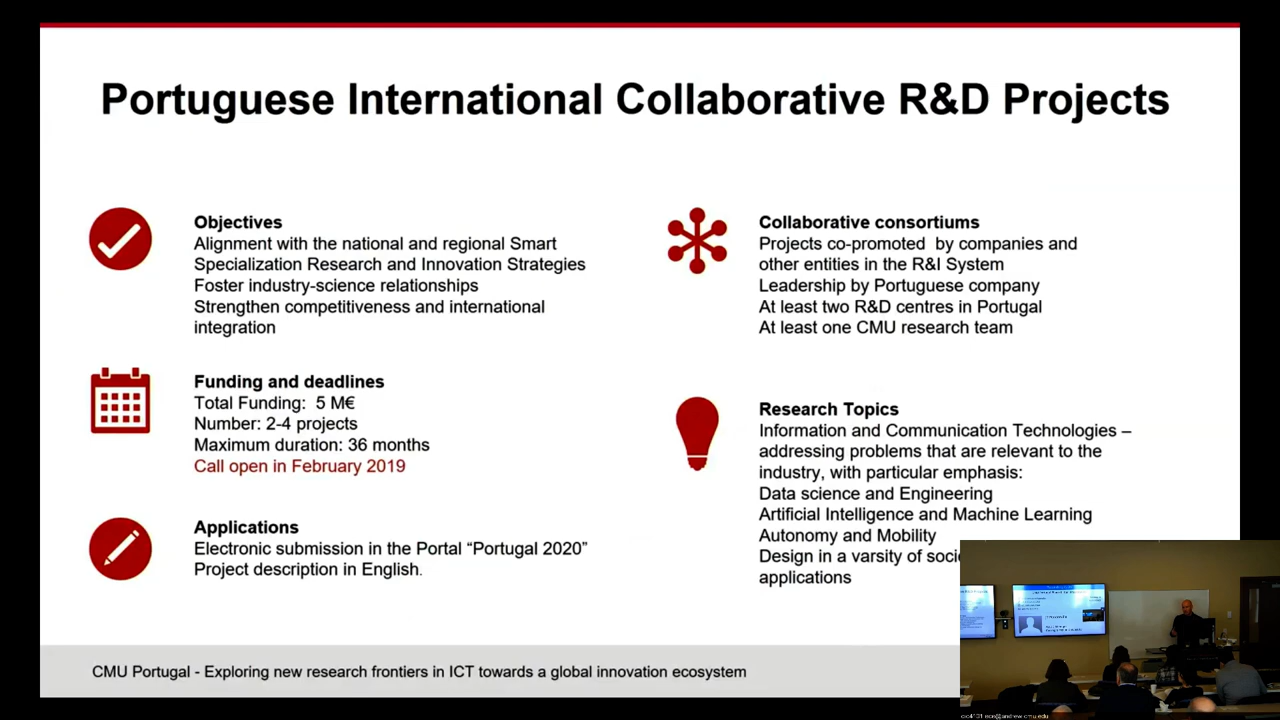 Portuguese International Collaborative R&D Projects
Objectives
Alignment with the national and regional Smart
Specialization Research and Innovation Strategies
Foster industry-science relationships
Strengthen competitiveness and international
integration
Funding and deadlines
Total Funding: 5 M€
Number: 2-4 projects
Maximum duration: 36 months
Call open in February 2019
Applications
Electronic submission in the Portal “Portugal 2020”
Project description in English.
Collaborative consortiums
Projects co-promoted by companies and
other entities in the R&I System
Leadership by Portuguese company
At least two R&D centres in Portugal
At least one CMU research team
Research Topics
Information and Communication Technologies –
addressing problems that are relevant to the
industry, with particular emphasis:
Data science and Engineering
Artificial Intelligence and Machine Learning
Autonomy and Mobility
Design in a varsity of
applications
CMU Portugal - Exploring new research frontiers in ICT towards a global innovation ecosystem